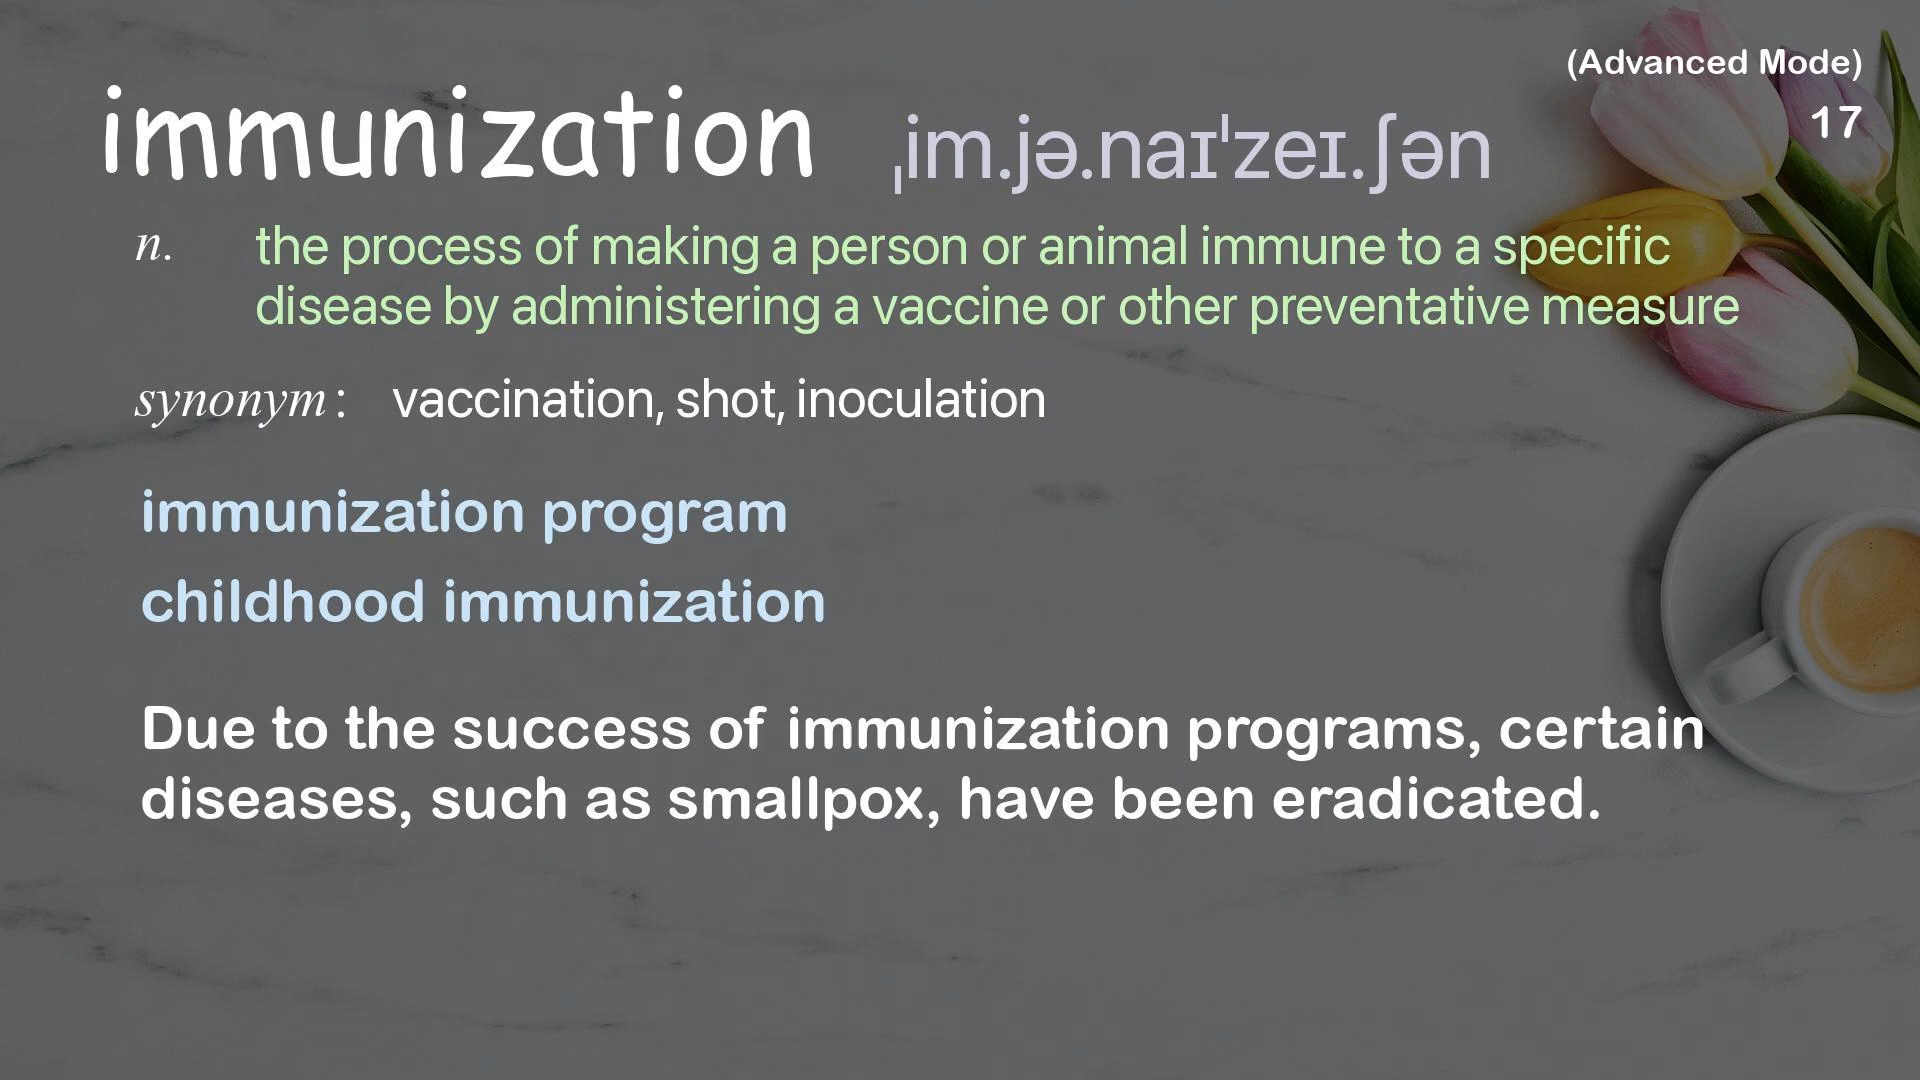 (Advanced Mode)
17
immunization ˌim.jə.naɪˈzeɪ.ʃən
n. the process of making a person or animal immune to a specific
disease by administering a vaccine or other preventative measure
synonym: vaccination, shot, inoculation
immunization program
childhood immunization
Due to the success of immunization programs, certain
diseases, such as smallpox, have been eradicated.